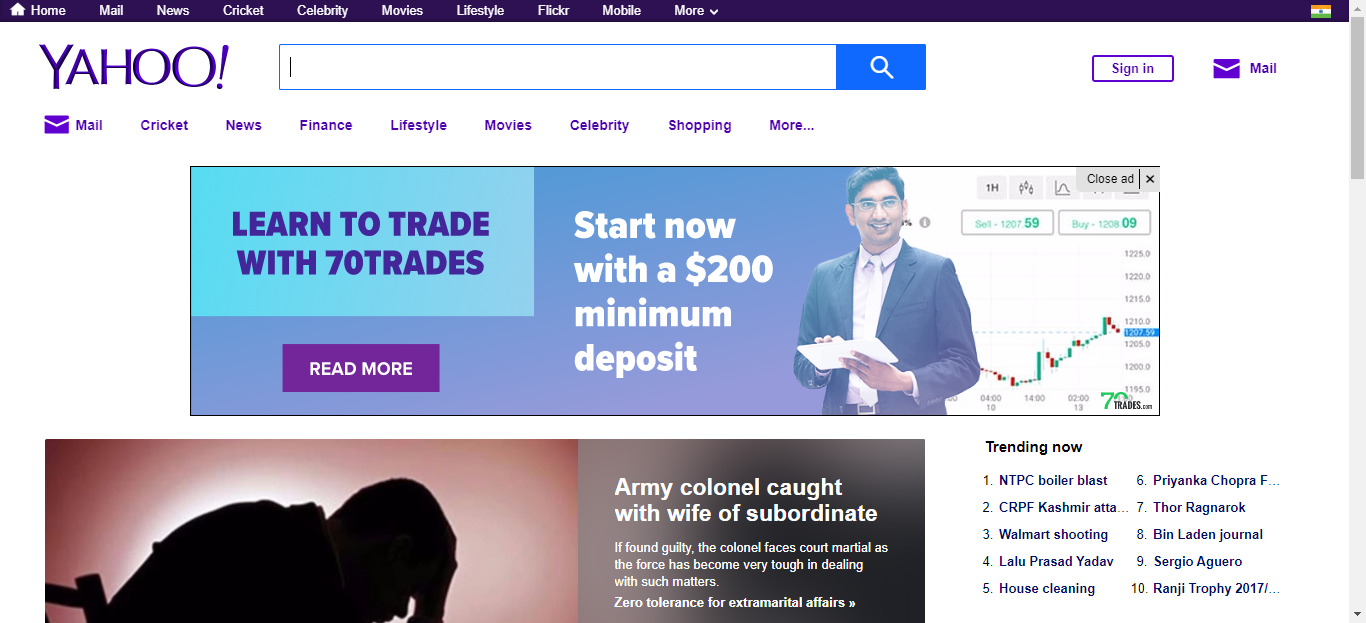 Home Mail News Cricket Celebrity Movies Lifestyle Flickr Mobile More
YAHOO!
Sign in
Mail
Mail Cricket News Finance Lifestyle Movies Celebrity Shopping More...
Close ad ×
LEARN TO TRADE
WITH 70TRADES
READ MORE
Start now
with a $200
minimum
deposit
1H
%
Sell - 1207.59 Buy - 1208.09
1225.0
1220.0
1215.0
1210.0
1207.59
1205.0
1200.0
1195.0
04:00 14:00 02:00
10 13
70
TRADES.com
Army colonel caught
with wife of subordinate
If found guilty, the colonel faces court martial as
the force has become very tough in dealing
with such matters.
Zero tolerance for extramarital affairs »
Trending now
1. NTPC boiler blast
2. CRPF Kashmir atta...
3. Walmart shooting
4. Lalu Prasad Yadav
5. House cleaning
6. Priyanka Chopra F...
7. Thor Ragnarok
8. Bin Laden journal
9. Sergio Aguero
10. Ranji Trophy 2017/...